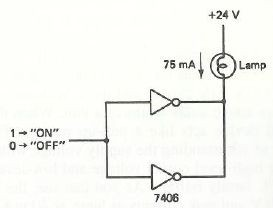 +24 V
75 mA
Lamp
1 → "ON"
0 → "OFF"
7406